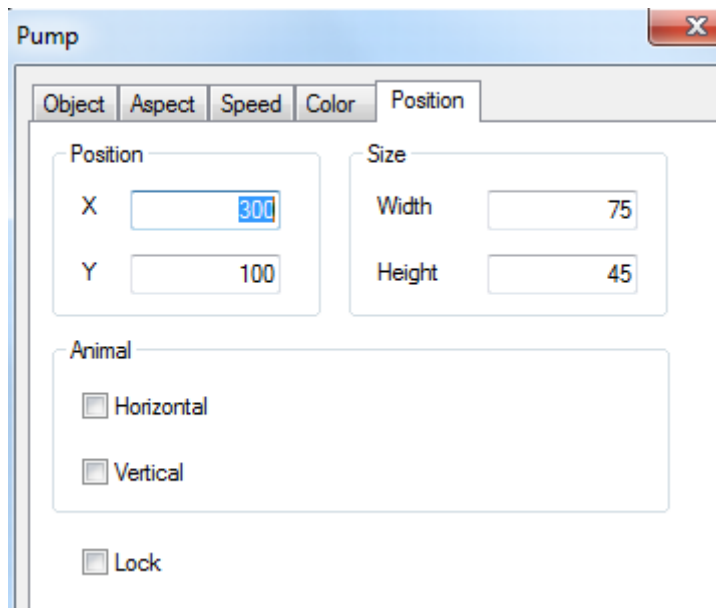 Pump
Object Aspect Speed Color Position
Position
X 300
Y 100
Size
Width 75
Height 45
Animal
Horizontal
Vertical
Lock